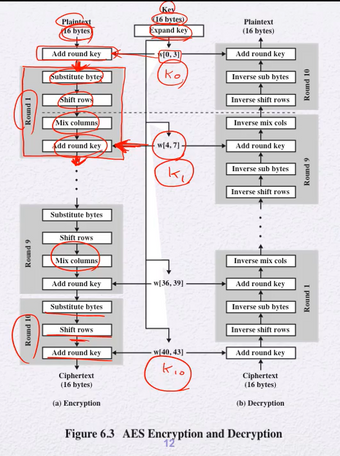 Key
Plaintext
(16 bytes)
(16 bytes)
Plaintext
(16 bytes)
Expand key
Add round key
w[0, 3]
Add round key
K0
Substitute bytes
Inverse sub bytes
Round 10
Shift rows
Inverse shift rows
Round 1
Mix columns
Inverse mix cols
Add round key
w[4, 7]
Add round key
K1
Inverse sub bytes
Round 9
Inverse shift rows
Substitute bytes
Shift rows
Round 9
Mix columns
Inverse mix cols
Add round key
w[36, 39]
Add round key
Substitute bytes
Inverse sub bytes
Round 1
Shift rows
Inverse shift rows
Round 10
Add round key
w[40, 43]
Add round key
K10
Ciphertext
(16 bytes)
Ciphertext
(16 bytes)
(a) Encryption
(b) Decryption
Figure 6.3 AES Encryption and Decryption
12